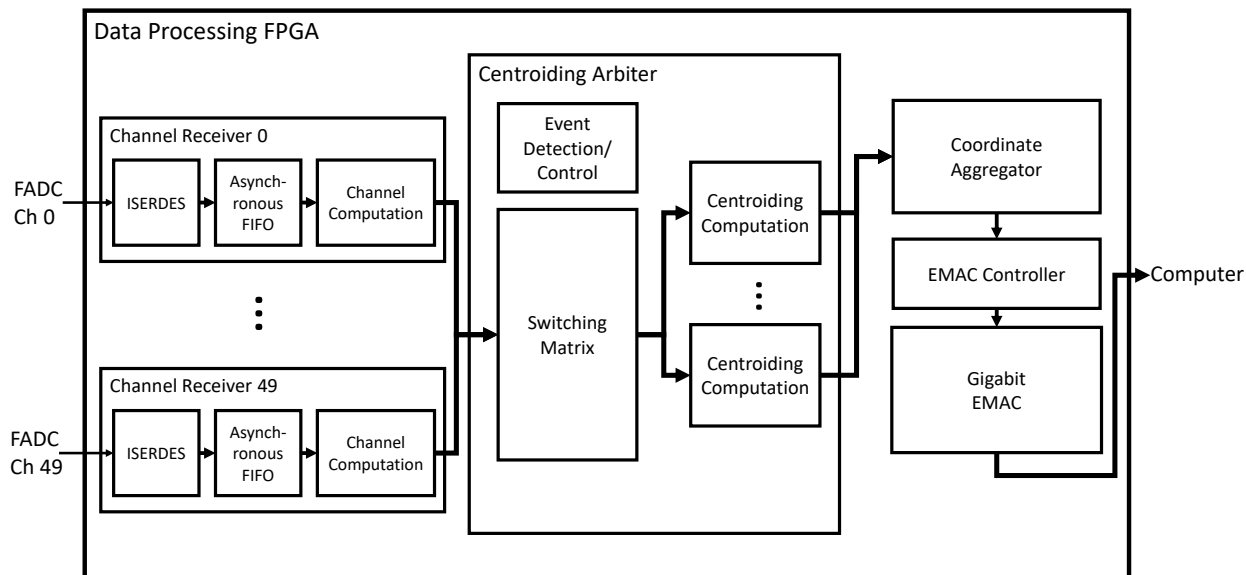 Data Processing FPGA
Centroiding Arbiter
Channel Receiver 0
FADC
Ch 0
ISERDES
Asynch-
ronous
FIFO
Channel
Computation
Event
Detection/
Control
Switching
Matrix
Centroiding
Computation
Centroiding
Computation
Coordinate
Aggregator
EMAC Controller
Computer
Gigabit
EMAC
Channel Receiver 49
FADC
Ch 49
ISERDES
Asynch-
ronous
FIFO
Channel
Computation